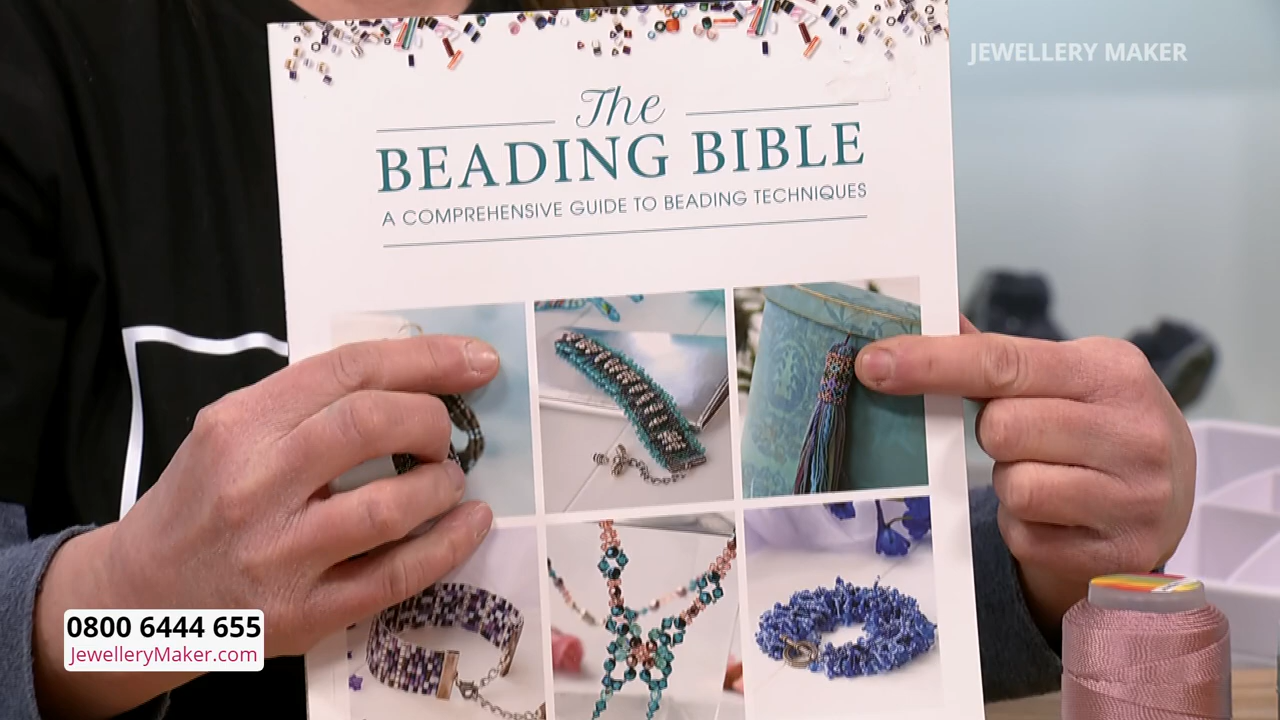 JEWELLERY MAKER
The
BEADING BIBLE
A COMPREHENSIVE GUIDE TO BEADING TECHNIQUES
0800 6444 655
JewelleryMaker.com